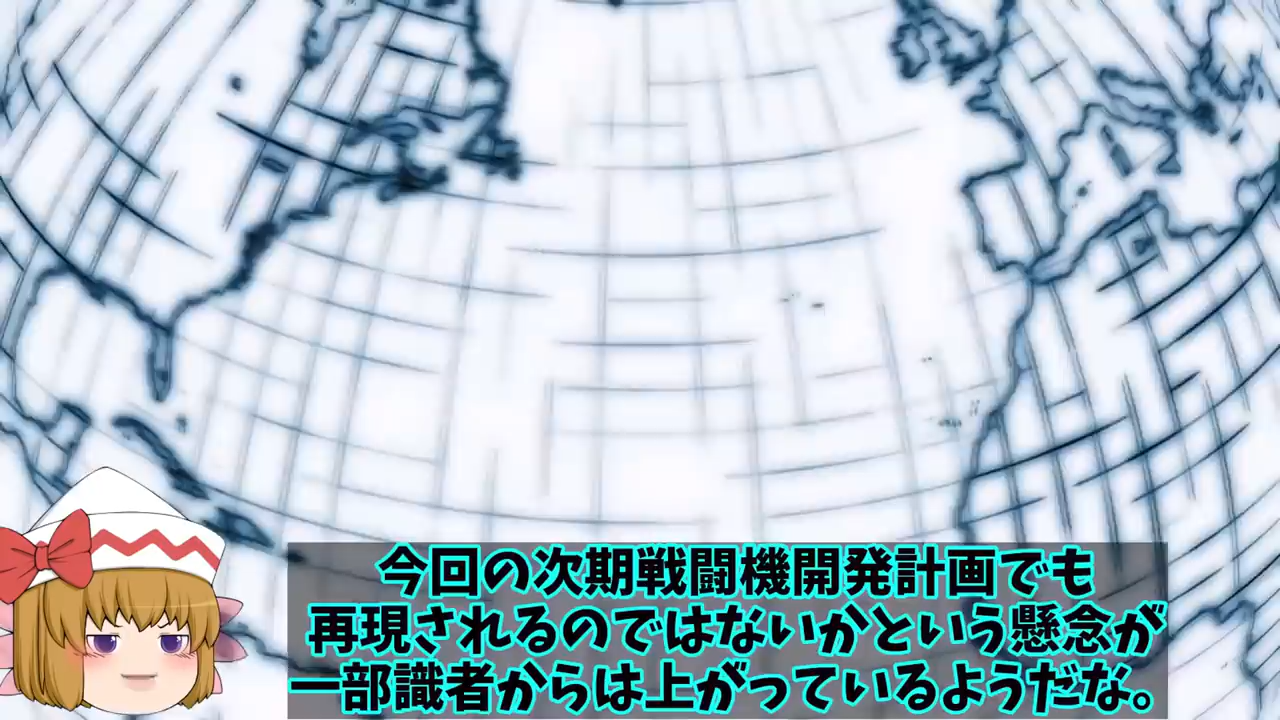 今回の次期戦闘機開発計画でも
再現されるのではないかという懸念が
一部識者からは上がっているようだな。